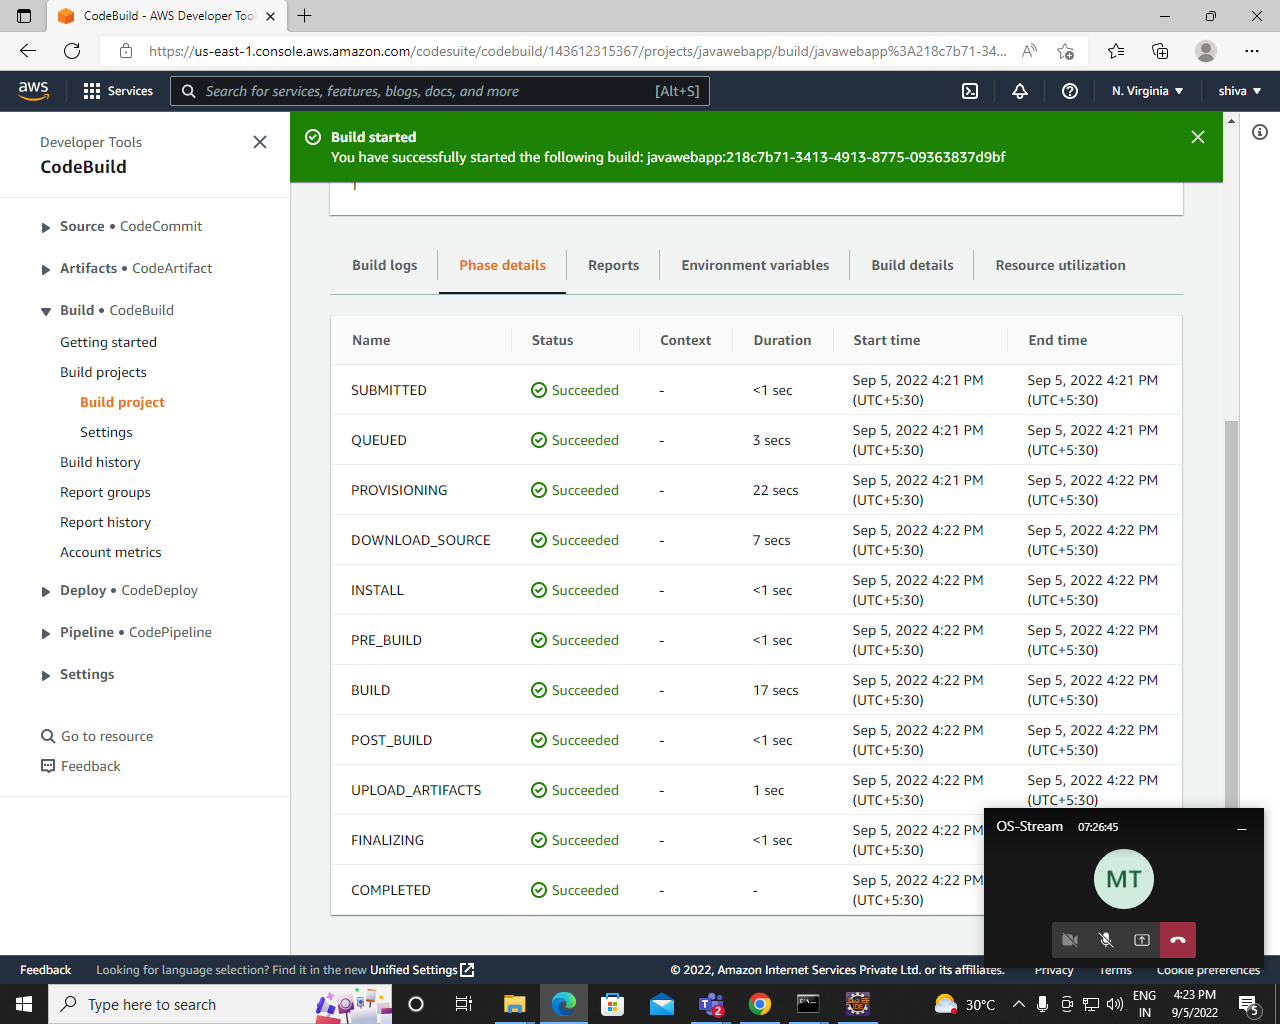 CodeBuild - AWS Developer Tool
https://us-east-1.console.aws.amazon.com/codesuite/codebuild/143612315367/projects/javawebapp/build/javawebapp%3A218c7b71-34...
aws
Services
Search for services, features, blogs, docs, and more
[Alt+S]
N. Virginia
shiva
Developer Tools
CodeBuild
Source • CodeCommit
Artifacts • CodeArtifact
Build • CodeBuild
Getting started
Build projects
Build project
Settings
Build history
Report groups
Report history
Account metrics
Deploy • CodeDeploy
Pipeline • CodePipeline
Settings
Go to resource
Feedback
Build started
You have successfully started the following build: javawebapp:218c7b71-3413-4913-8775-09363837d9bf
Build logs
Phase details
Reports
Environment variables
Build details
Resource utilization
Name Status Context Duration Start time End time
SUBMITTED Succeeded - <1 sec Sep 5, 2022 4:21 PM (UTC+5:30) Sep 5, 2022 4:21 PM (UTC+5:30)
QUEUED Succeeded - 3 secs Sep 5, 2022 4:21 PM (UTC+5:30) Sep 5, 2022 4:21 PM (UTC+5:30)
PROVISIONING Succeeded - 22 secs Sep 5, 2022 4:21 PM (UTC+5:30) Sep 5, 2022 4:22 PM (UTC+5:30)
DOWNLOAD_SOURCE Succeeded - 7 secs Sep 5, 2022 4:22 PM (UTC+5:30) Sep 5, 2022 4:22 PM (UTC+5:30)
INSTALL Succeeded - <1 sec Sep 5, 2022 4:22 PM (UTC+5:30) Sep 5, 2022 4:22 PM (UTC+5:30)
PRE_BUILD Succeeded - <1 sec Sep 5, 2022 4:22 PM (UTC+5:30) Sep 5, 2022 4:22 PM (UTC+5:30)
BUILD Succeeded - 17 secs Sep 5, 2022 4:22 PM (UTC+5:30) Sep 5, 2022 4:22 PM (UTC+5:30)
POST_BUILD Succeeded - <1 sec Sep 5, 2022 4:22 PM (UTC+5:30) Sep 5, 2022 4:22 PM (UTC+5:30)
UPLOAD_ARTIFACTS Succeeded - 1 sec Sep 5, 2022 4:22 PM (UTC+5:30) Sep 5, 2022 4:22 PM (UTC+5:30)
FINALIZING Succeeded - <1 sec Sep 5, 2022 4:22 PM (UTC+5:30)
COMPLETED Succeeded - - Sep 5, 2022 4:22 PM (UTC+5:30)
OS-Stream 07:26:45
MT
Feedback
Looking for language selection? Find it in the new Unified Settings
© 2022, Amazon Internet Services Private Ltd. or its affiliates.
Privacy
Terms
Cookie preferences
Type here to search
2
30°C
ENG
IN
4:23 PM
9/5/2022
5